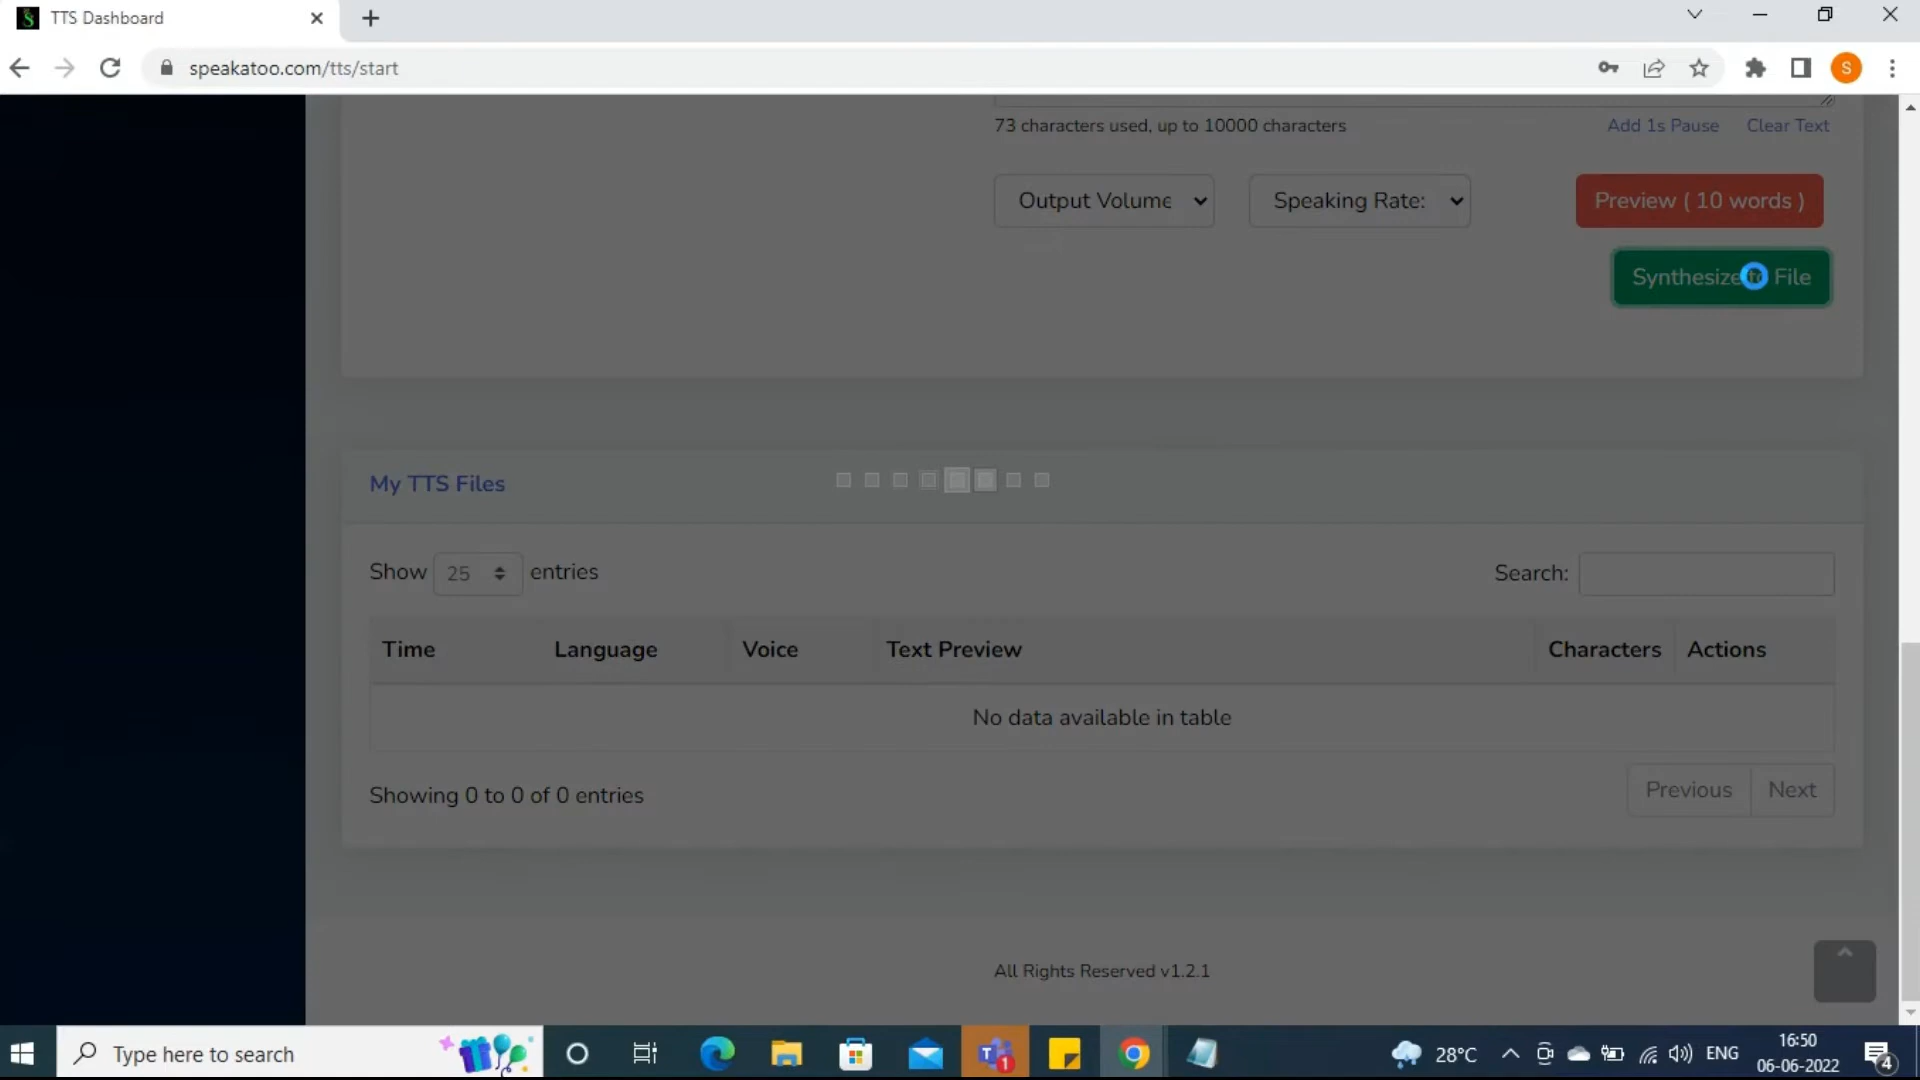 TTS Dashboard
speakatoo.com/tts/start
S
73 characters used, up to 10000 characters
Add 1s Pause
Clear Text
Output Volume
Speaking Rate:
Preview ( 10 words )
Synthesize to File
My TTS Files
Show 25 entries
Search:
Time Language Voice Text Preview Characters Actions
No data available in table
Showing 0 to 0 of 0 entries
Previous Next
All Rights Reserved v1.2.1
Type here to search
1
28°C
ENG
16:50
06-06-2022
4